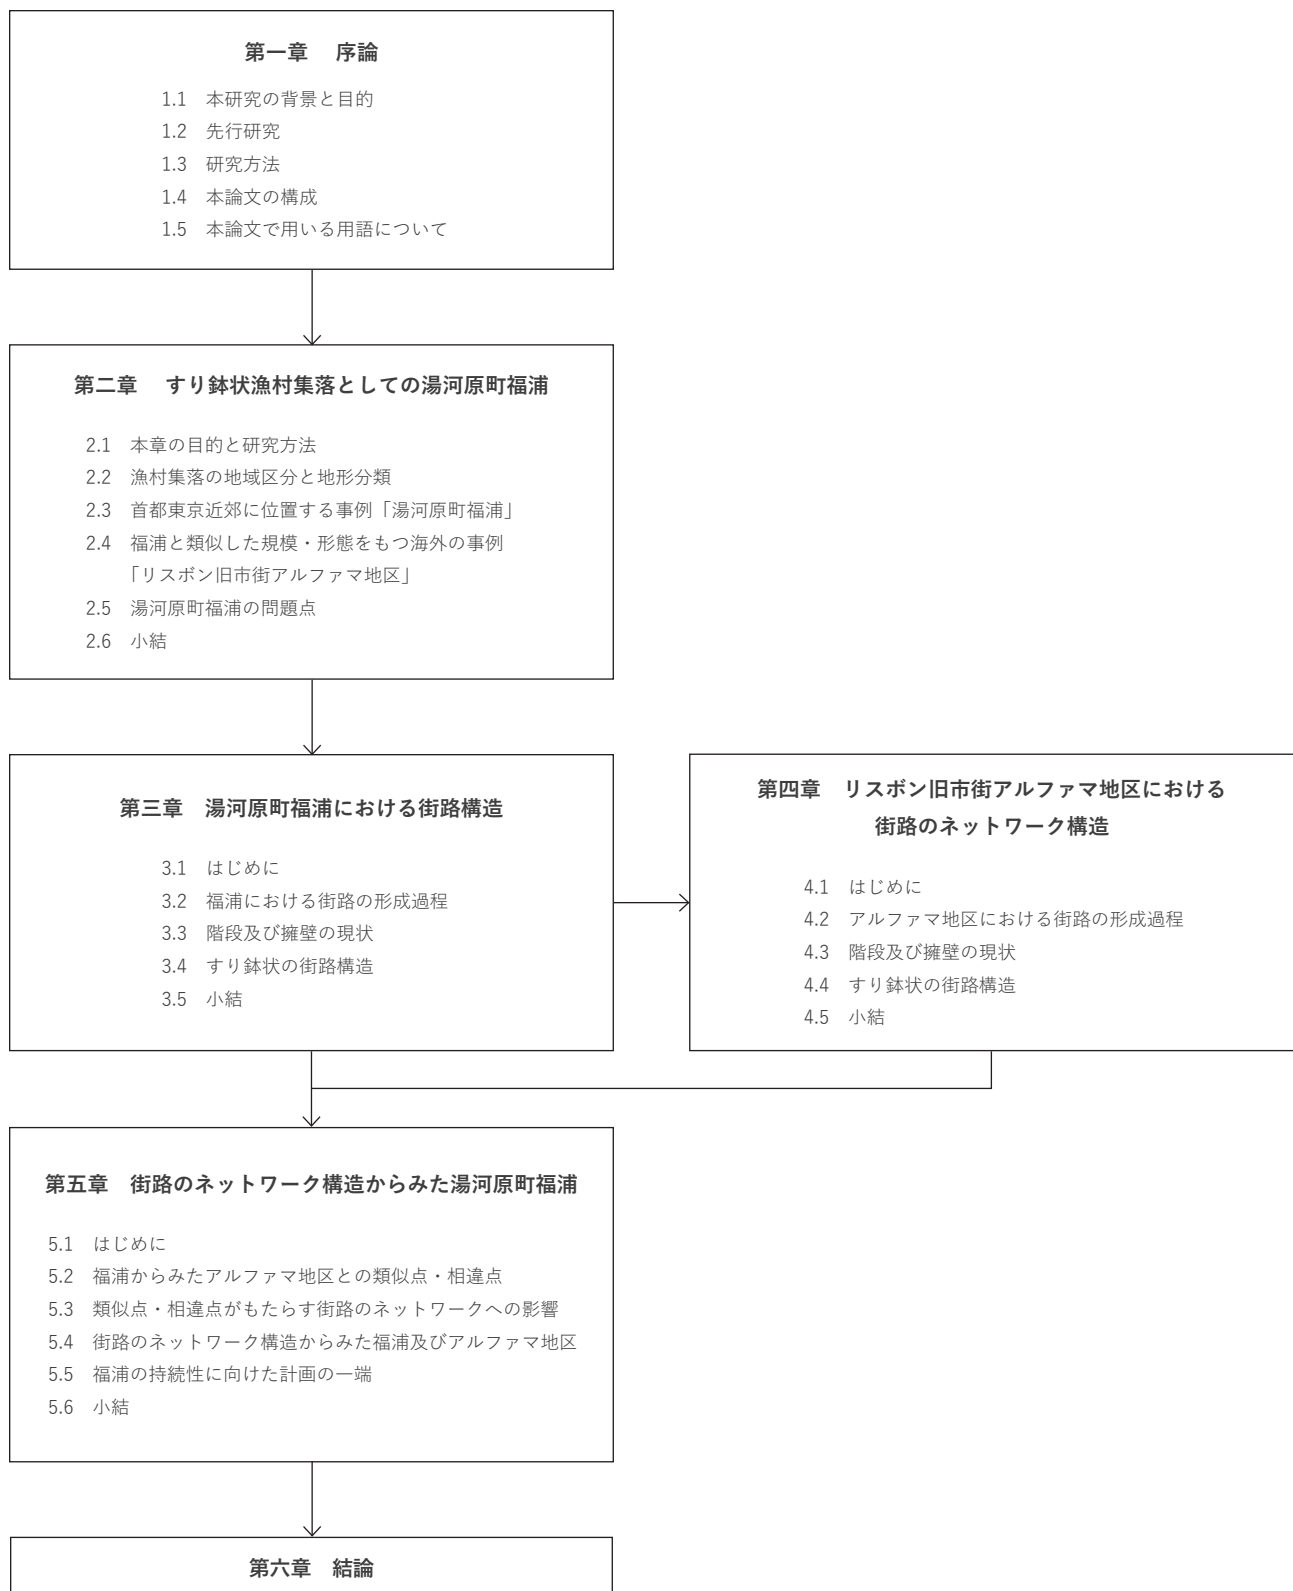 第一章　序論
1.1　本研究の背景と目的
1.2　先行研究
1.3　研究方法
1.4　本論文の構成
1.5　本論文で用いる用語について
第二章　すり鉢状漁村集落としての湯河原町福浦
2.1　本章の目的と研究方法
2.2　漁村集落の地域区分と地形分類
2.3　首都東京近郊に位置する事例「湯河原町福浦」
2.4　福浦と類似した規模・形態をもつ海外の事例
「リスボン旧市街アルファマ地区」
2.5　湯河原町福浦の問題点
2.6　小結
第三章　湯河原町福浦における街路構造
3.1　はじめに
3.2　福浦における街路の形成過程
3.3　階段及び擁壁の現状
3.4　すり鉢状の街路構造
3.5　小結
第四章　リスボン旧市街アルファマ地区における
街路のネットワーク構造
4.1　はじめに
4.2　アルファマ地区における街路の形成過程
4.3　階段及び擁壁の現状
4.4　すり鉢状の街路構造
4.5　小結
第五章　街路のネットワーク構造からみた湯河原町福浦
5.1　はじめに
5.2　福浦からみたアルファマ地区との類似点・相違点
5.3　類似点・相違点がもたらす街路のネットワークへの影響
5.4　街路のネットワーク構造からみた福浦及びアルファマ地区
5.5　福浦の持続性に向けた計画の一端
5.6　小結
第六章　結論